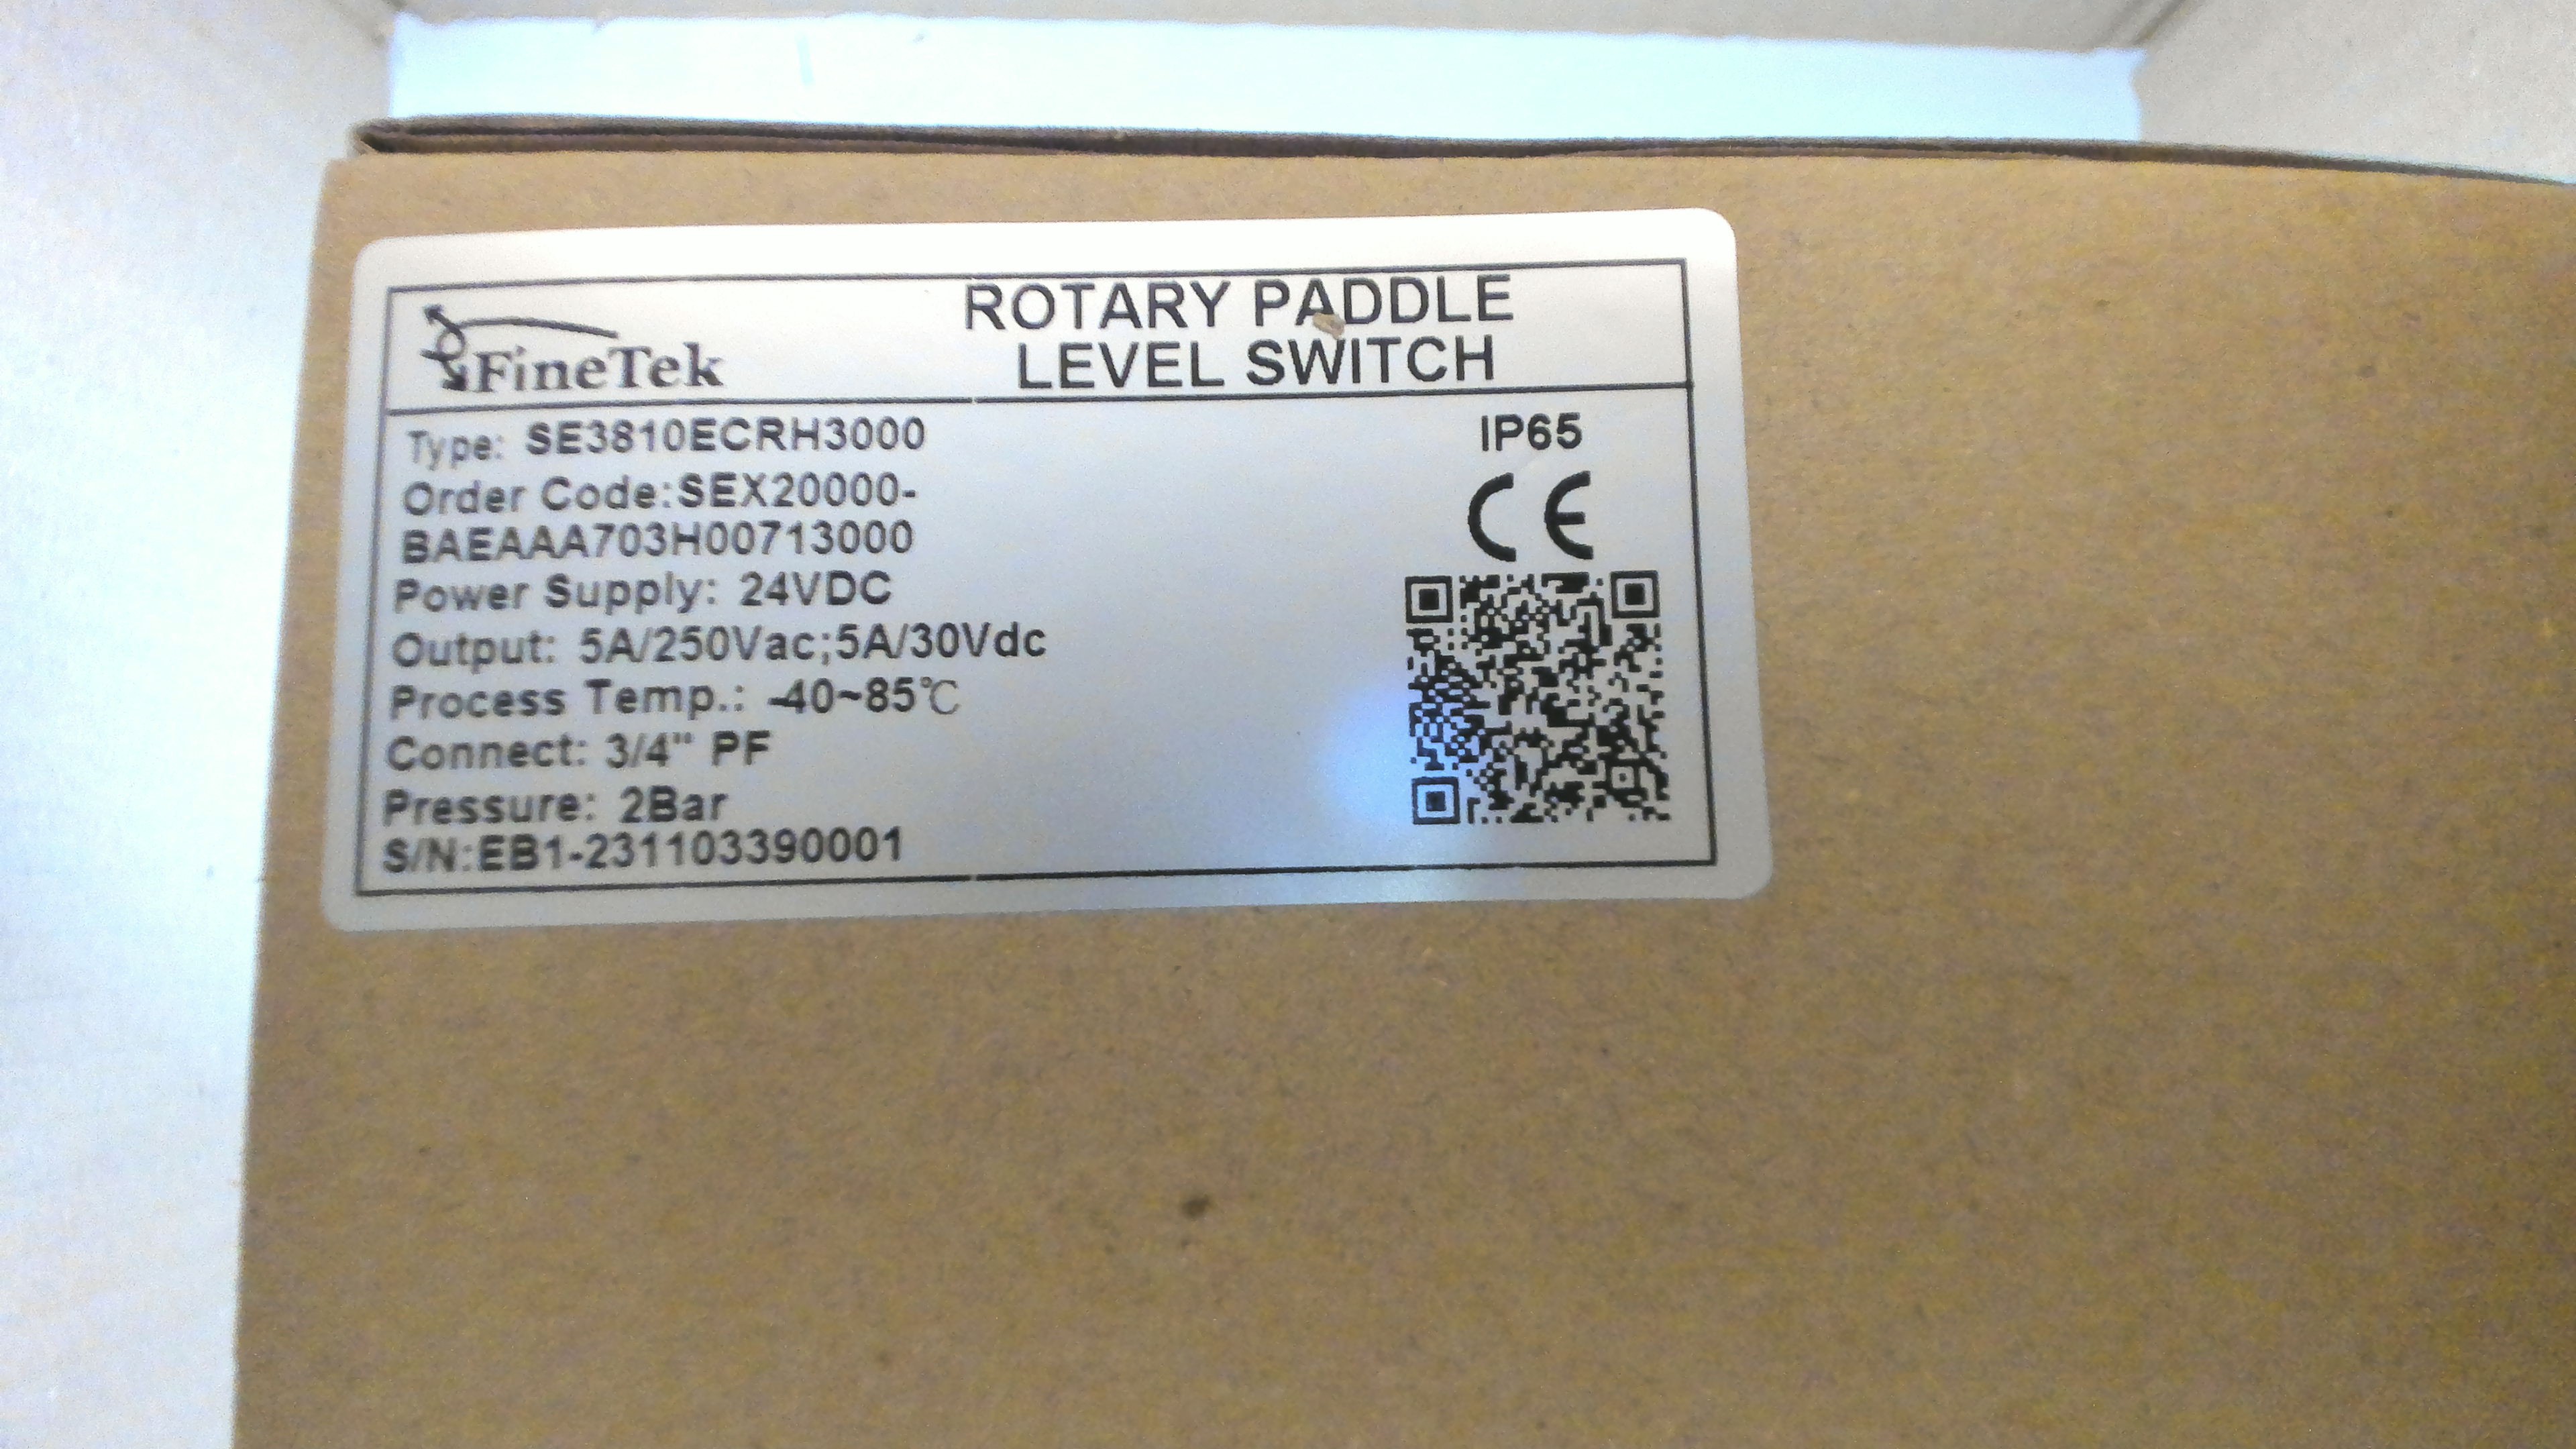 FineTek
ROTARY PADDLE
LEVEL SWITCH
Type: SE3810ECRH3000
IP65
Order Code:SEX20000-
BAEAAA703H00713000
CE
Power Supply: 24VDC
Output: 5A/250Vac;5A/30Vdc
Process Temp.: -40~85℃
Connect: 3/4" PF
Pressure: 2Bar
S/N:EB1-231103390001